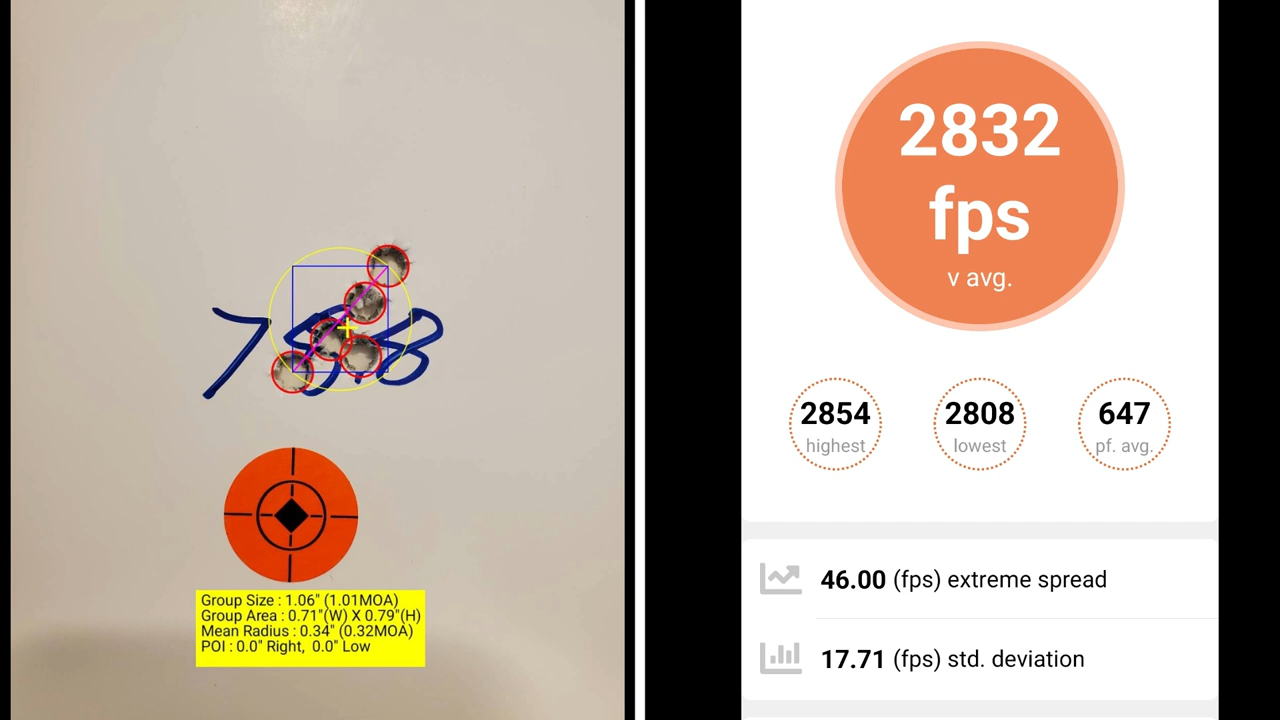 78.8
Group Size : 1.06" (1.01MOA)
Group Area : 0.71"(W) X 0.79"(H)
Mean Radius : 0.34" (0.32MOA)
POI : 0.0" Right, 0.0" Low
2832
fps
v avg.
2854
highest
2808
lowest
647
pf. avg.
46.00 (fps) extreme spread
17.71 (fps) std. deviation